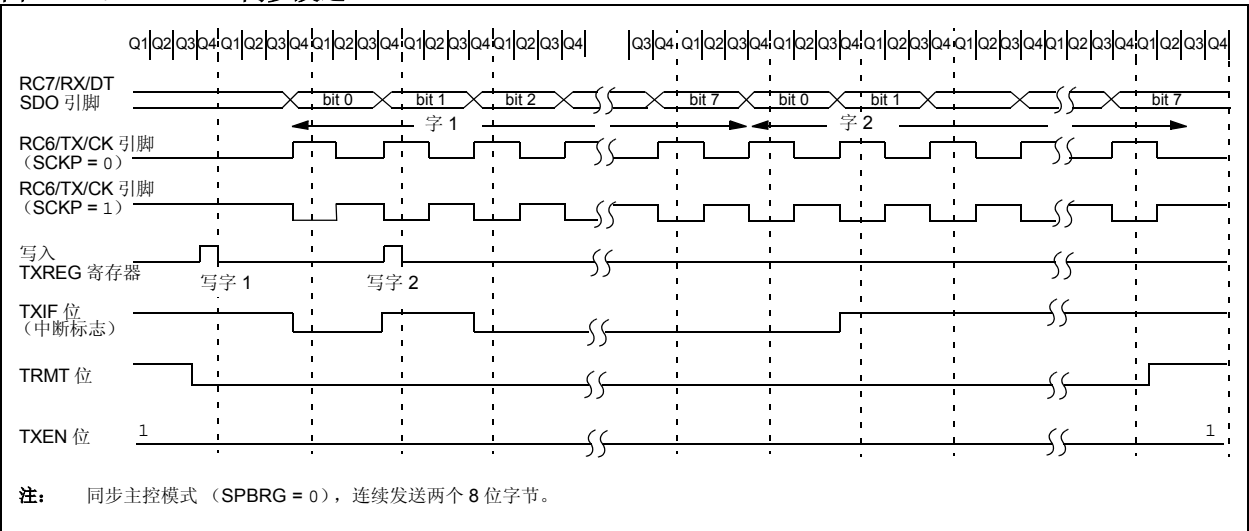 Q1 Q2 Q3 Q4 Q1 Q2 Q3 Q4 Q1 Q2 Q3 Q4 Q1 Q2 Q3 Q4 Q1 Q2 Q3 Q4 Q3 Q4 Q1 Q2 Q3 Q4 Q1 Q2 Q3 Q4 Q1 Q2 Q3 Q4 Q1 Q2 Q3 Q4 Q1 Q2 Q3 Q4 Q1 Q2 Q3 Q4
RC7/RX/DT
SDO 引脚
bit 0 bit 1 bit 2 bit 7 bit 0 bit 1 bit 7
字 1 字 2
RC6/TX/CK 引脚
（SCKP = 0）
RC6/TX/CK 引脚
（SCKP = 1）
写入
TXREG 寄存器
写字 1 写字 2
TXIF 位
（中断标志）
TRMT 位
TXEN 位 1 1
注： 同步主控模式 （SPBRG = 0），连续发送两个 8 位字节。